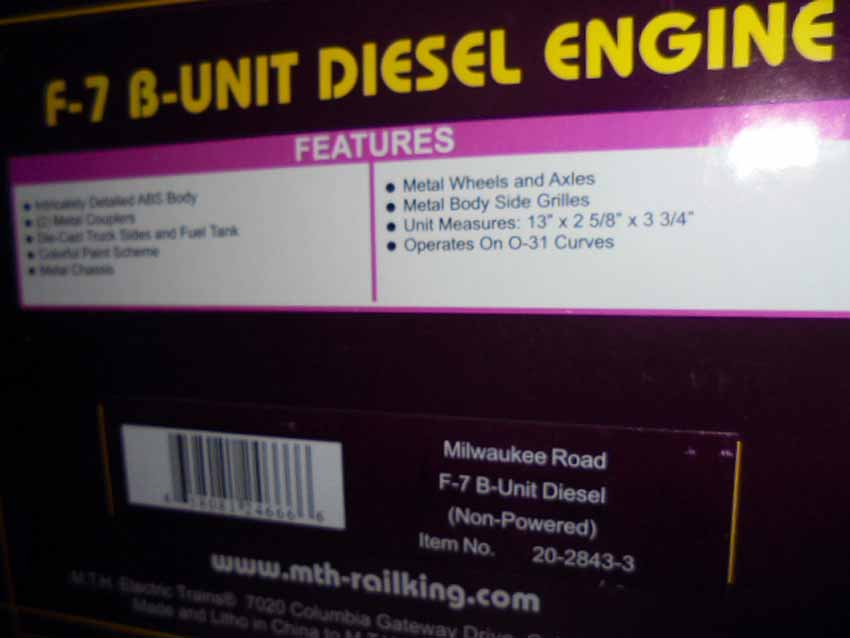 F-7 B-UNIT DIESEL ENGINE
FEATURES
• Intricately Detailed ABS Body
• (2) Metal Couplers
• Die-Cast Truck Sides and Fuel Tank
• Colorful Paint Scheme
• Metal Chassis
• Metal Wheels and Axles
• Metal Body Side Grilles
• Unit Measures: 13" x 2 5/8" x 3 3/4"
• Operates On O-31 Curves
Milwaukee Road
F-7 B-Unit Diesel
(Non-Powered)
Item No. 20-2843-3
www.mth-railking.com
M.T.H. Electric Trains® 7020 Columbia Gateway Drive,
Made and Litho in China to